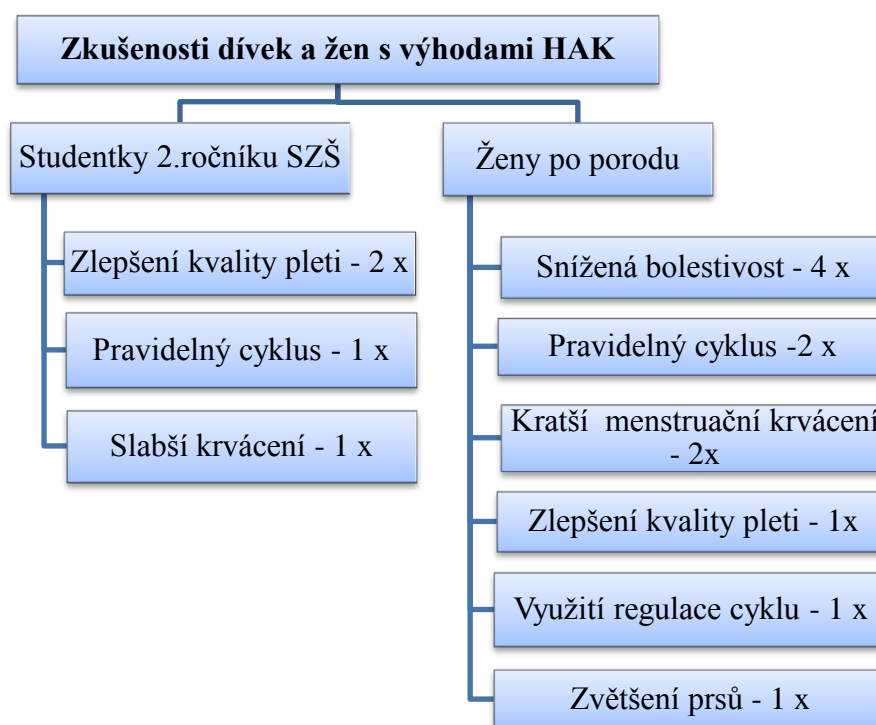 Zkušenosti dívek a žen s výhodami HAK
Studentky 2.ročníku SZŠ
Zlepšení kvality pleti - 2 x
Pravidelný cyklus - 1 x
Slabší krvácení - 1 x
Ženy po porodu
Snížená bolestivost - 4 x
Pravidelný cyklus -2 x
Kratší  menstruační krvácení
- 2x
Zlepšení kvality pleti - 1x
Využití regulace cyklu - 1 x
Zvětšení prsů - 1 x